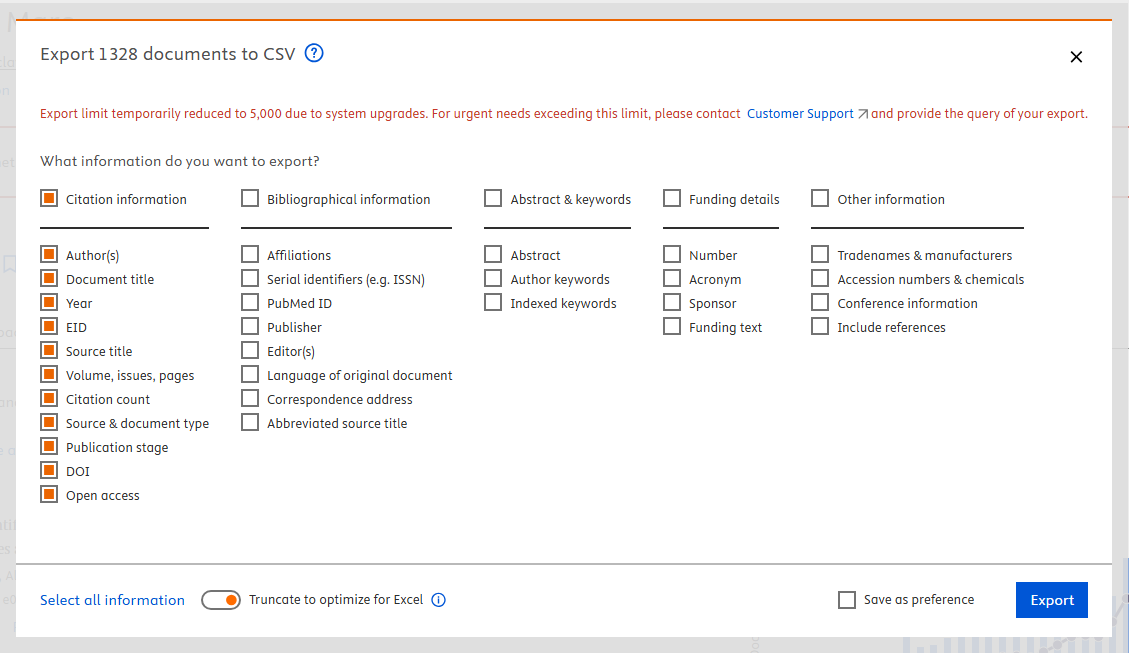 Export 1328 documents to CSV
Export limit temporarily reduced to 5,000 due to system upgrades. For urgent needs exceeding this limit, please contact Customer Support and provide the query of your export.
What information do you want to export?
Citation information
Author(s)
Document title
Year
EID
Source title
Volume, issues, pages
Citation count
Source & document type
Publication stage
DOI
Open access
Bibliographical information
Affiliations
Serial identifiers (e.g. ISSN)
PubMed ID
Publisher
Editor(s)
Language of original document
Correspondence address
Abbreviated source title
Abstract & keywords
Abstract
Author keywords
Indexed keywords
Funding details
Number
Acronym
Sponsor
Funding text
Other information
Tradenames & manufacturers
Accession numbers & chemicals
Conference information
Include references
Select all information
Truncate to optimize for Excel
Save as preference
Export